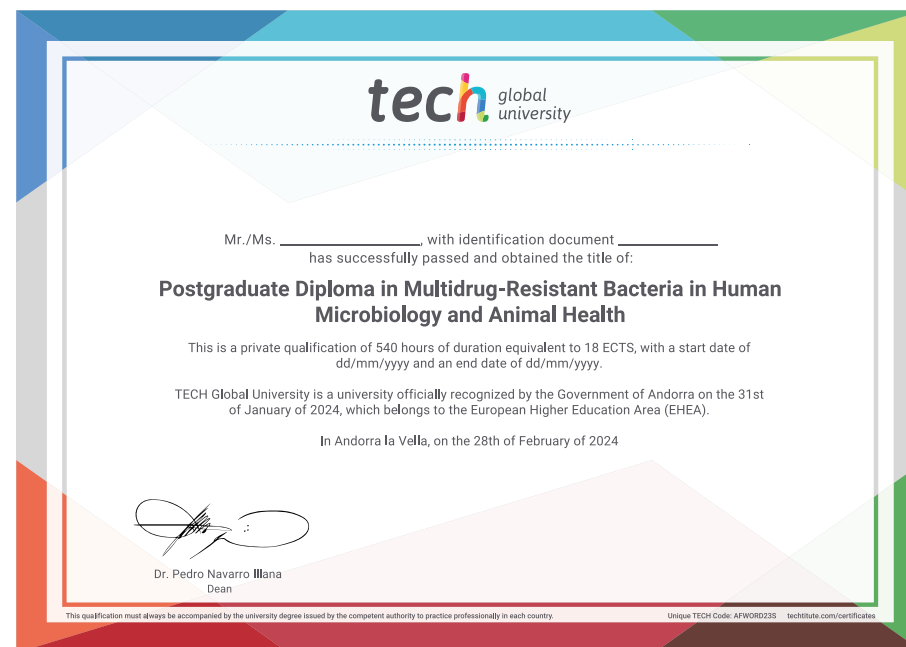 tech global university
Mr./Ms. ____________________, with identification document ______________
has successfully passed and obtained the title of:
Postgraduate Diploma in Multidrug-Resistant Bacteria in Human
Microbiology and Animal Health
This is a private qualification of 540 hours of duration equivalent to 18 ECTS, with a start date of
dd/mm/yyyy and an end date of dd/mm/yyyy.
TECH Global University is a university officially recognized by the Government of Andorra on the 31st
of January of 2024, which belongs to the European Higher Education Area (EHEA).
In Andorra la Vella, on the 28th of February of 2024
Dr. Pedro Navarro Illana
Dean
This qualification must always be accompanied by the university degree issued by the competent authority to practice professionally in each country.
Unique TECH Code: AFWORD23S techtitute.com/certificates